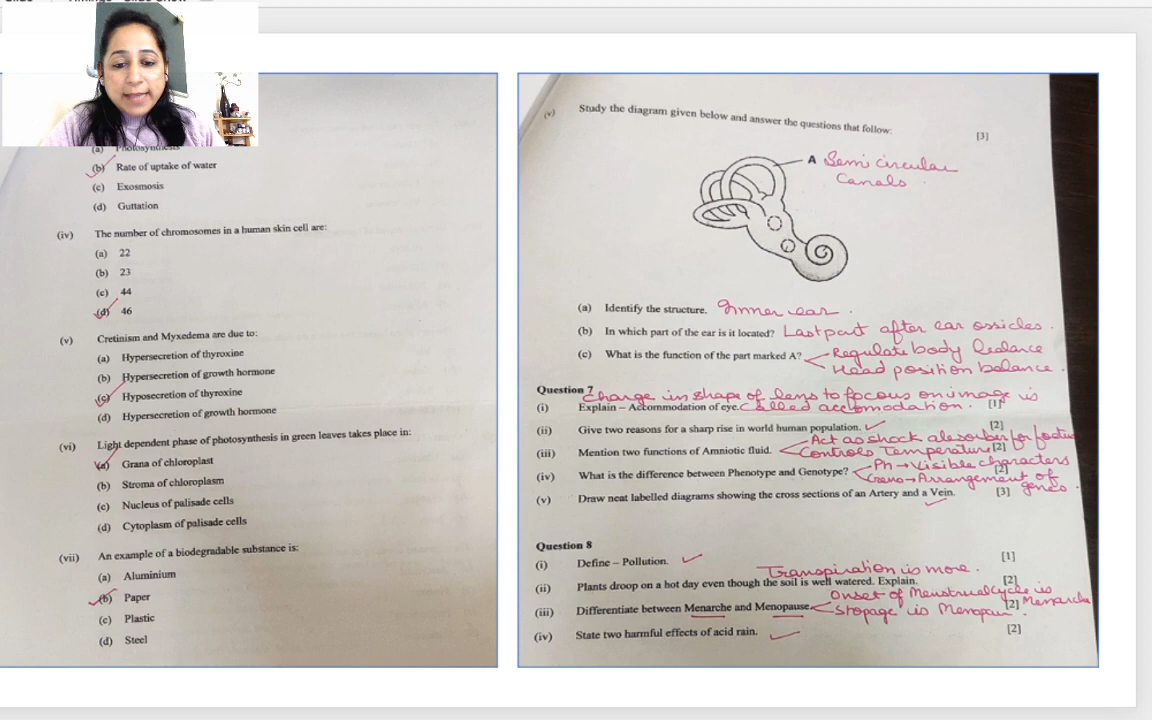 (a) Photosynthesis
(b) Rate of uptake of water
(c) Exosmosis
(d) Guttation
(iv) The number of chromosomes in a human skin cell are:
(a) 22
(b) 23
(c) 44
(d) 46
(v) Cretinism and Myxedema are due to:
(a) Hypersecretion of thyroxine
(b) Hypersecretion of growth hormone
(c) Hyposecretion of thyroxine
(d) Hypersecretion of growth hormone
(vi) Light dependent phase of photosynthesis in green leaves takes place in:
(a) Grana of chloroplast
(b) Stroma of chloroplasm
(c) Nucleus of palisade cells
(d) Cytoplasm of palisade cells
(vii) An example of a biodegradable substance is:
(a) Aluminium
(b) Paper
(c) Plastic
(d) Steel
(v) Study the diagram given below and answer the questions that follow: [3]
A Semi circular
Canals
(a) Identify the structure. Inner ear.
(b) In which part of the ear is it located? Last part after ear ossicles.
(c) What is the function of the part marked A? Regulate body balance
Head position balance.
Question 7
Change in shape of lens to focous on image is
(i) Explain – Accommodation of eye. Called accomodation. [1]
(ii) Give two reasons for a sharp rise in world human population. [2]
Act as shock absorber for foetus
(iii) Mention two functions of Amniotic fluid. Controls Temperature [2]
Ph → Visible characters
(iv) What is the difference between Phenotype and Genotype? [2]
Geno → Arrangement of genes.
(v) Draw neat labelled diagrams showing the cross sections of an Artery and a Vein. [3]
Question 8
(i) Define – Pollution. [1]
Transpiration is more.
(ii) Plants droop on a hot day even though the soil is well watered. Explain. [2]
Onset of Menstrual cycle is Menarche
(iii) Differentiate between Menarche and Menopause. [2]
Stopage is
(iv) State two harmful effects of acid rain. [2]